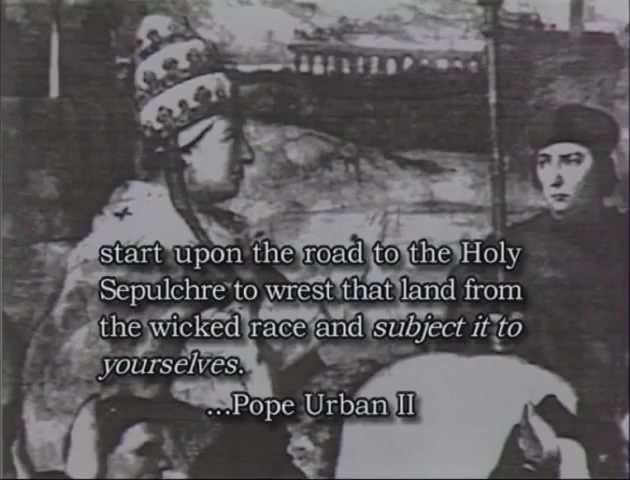 start upon the road to the Holy
Sepulchre to wrest that land from
the wicked race and subject it to
yourselves.
...Pope Urban II